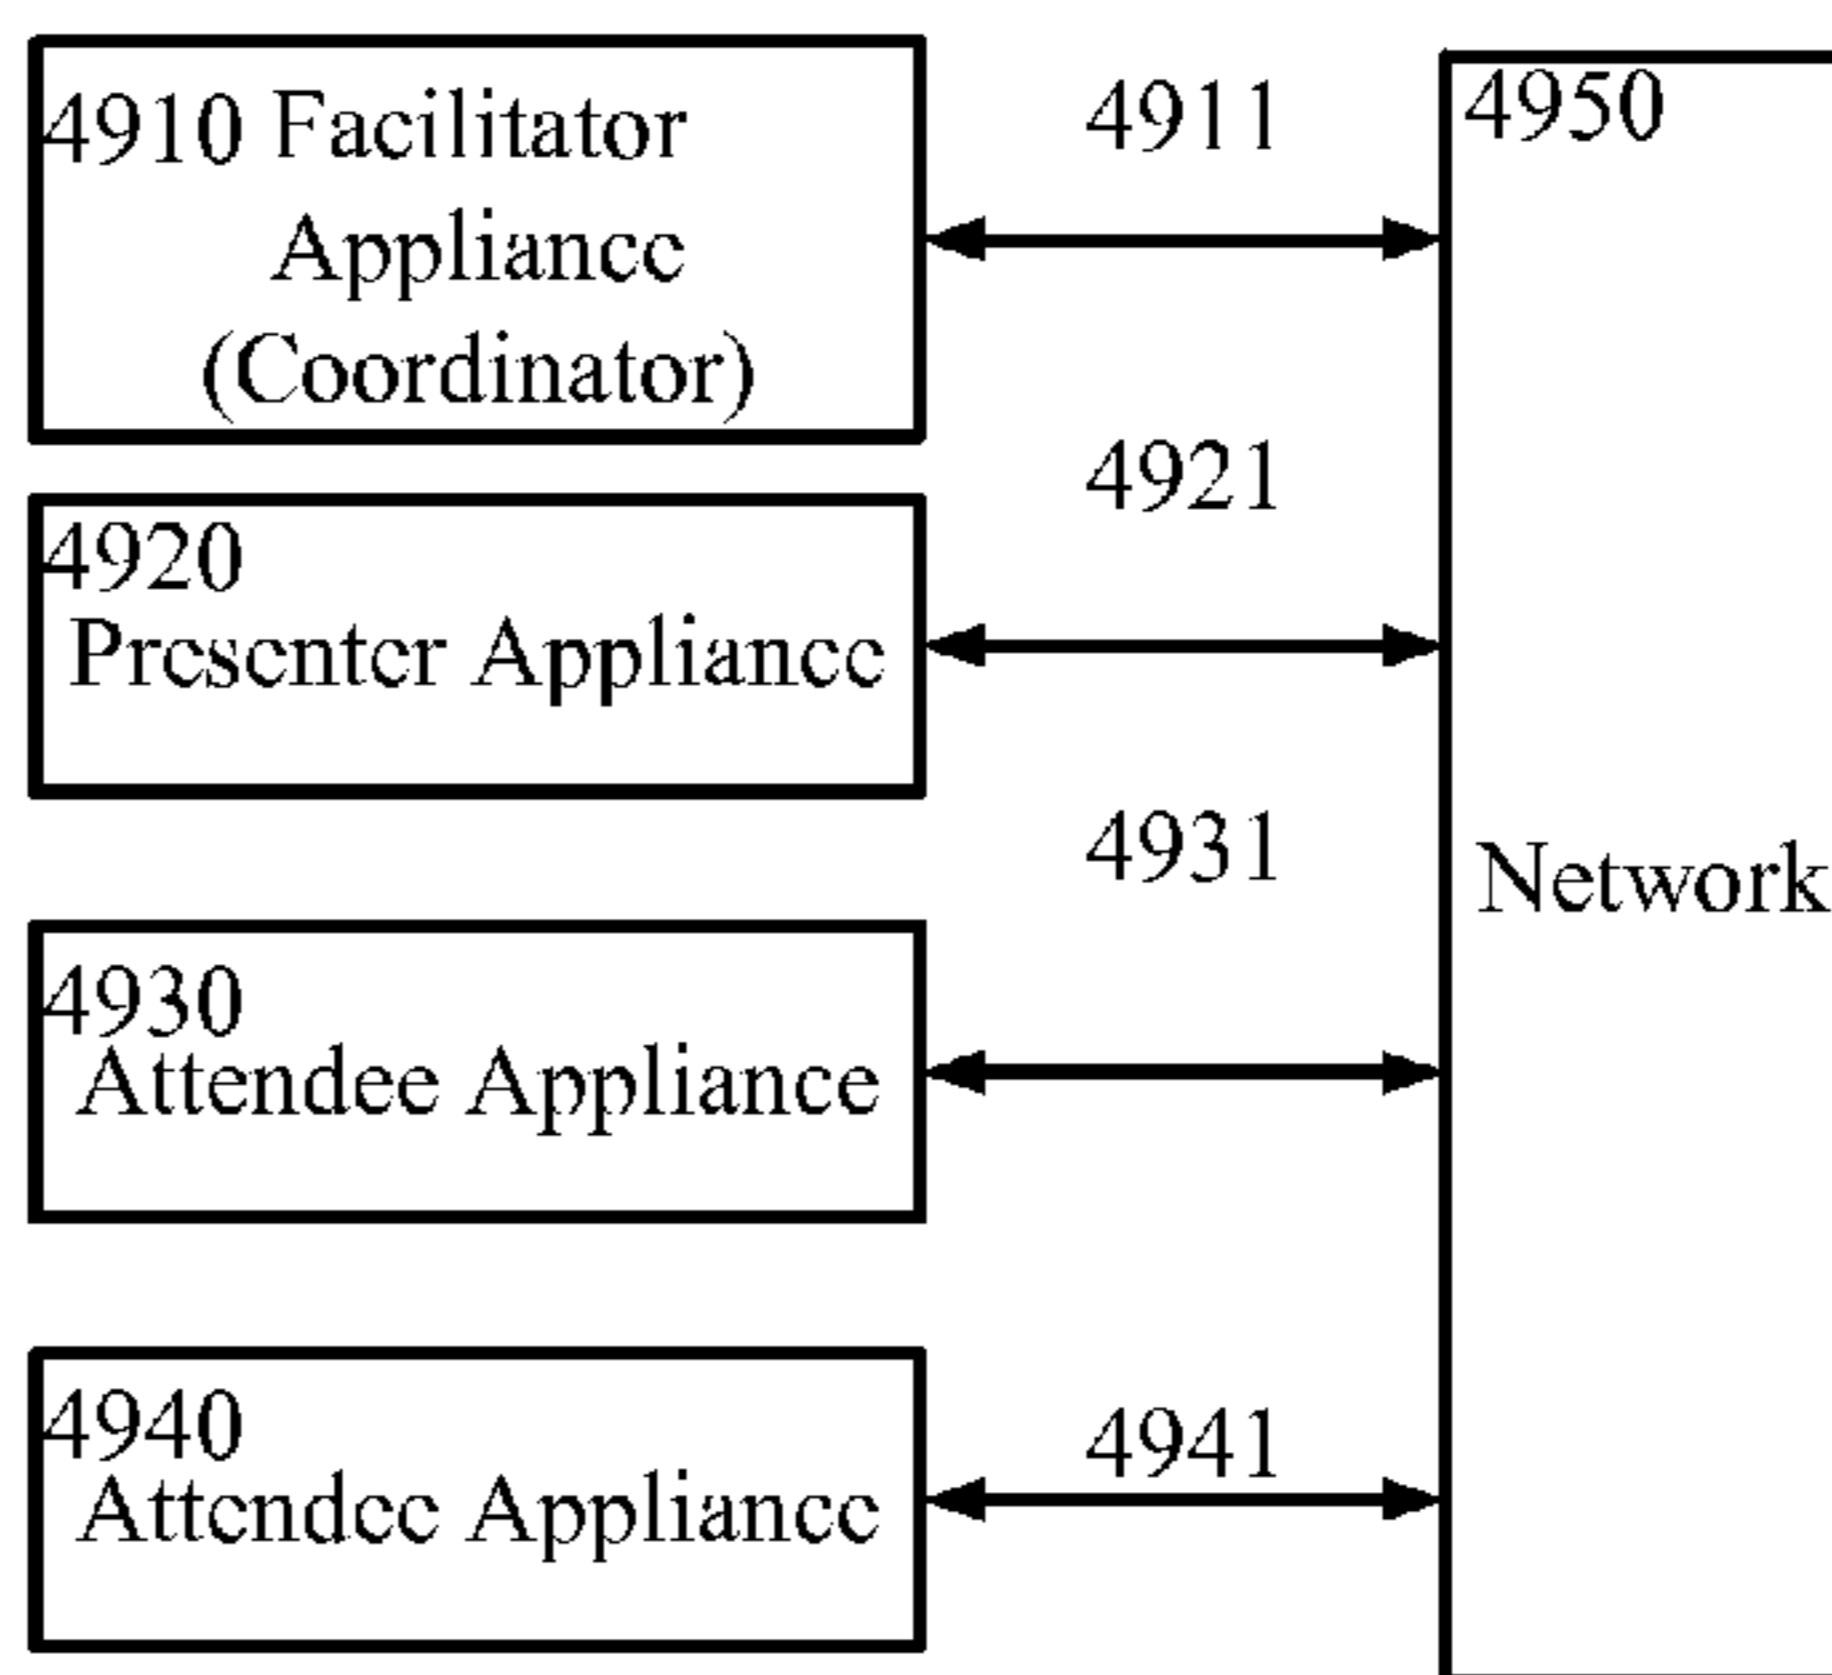 4910 Facilitator
Appliance
(Coordinator)
4911
4950
4921
4920
Presenter Appliance
4931
Network
4930
Attendee Appliance
4940
Attendee Appliance
4941